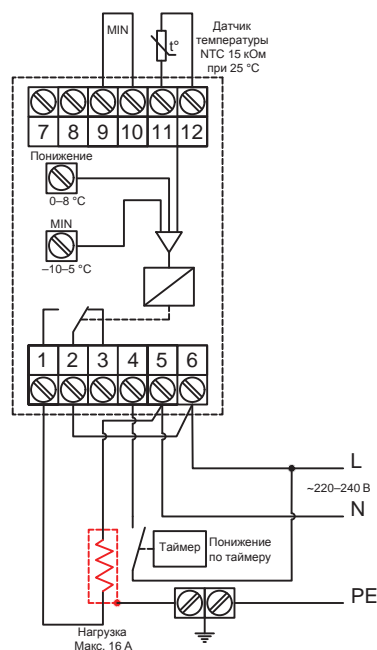 MIN
Датчик
температуры
NTC 15 кОм
при 25 °C
t°
7 8 9 10 11 12
Понижение
0–8 °C
MIN
–10–5 °C
1 2 3 4 5 6
L
~220–240 В
N
Таймер
Понижение
по таймеру
PE
Нагрузка
Макс. 16 А